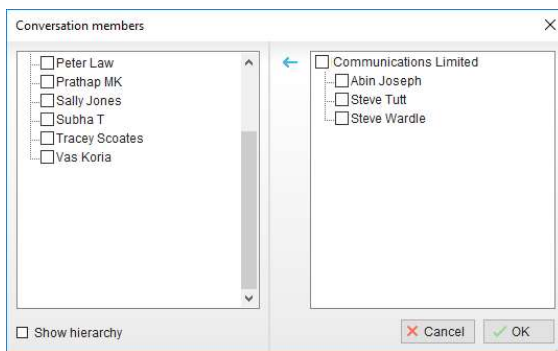 Conversation members
Peter Law
Prathap MK
Sally Jones
Subha T
Tracey Scoates
Vas Koria
Communications Limited
Abin Joseph
Steve Tutt
Steve Wardle
Show hierarchy
Cancel
OK